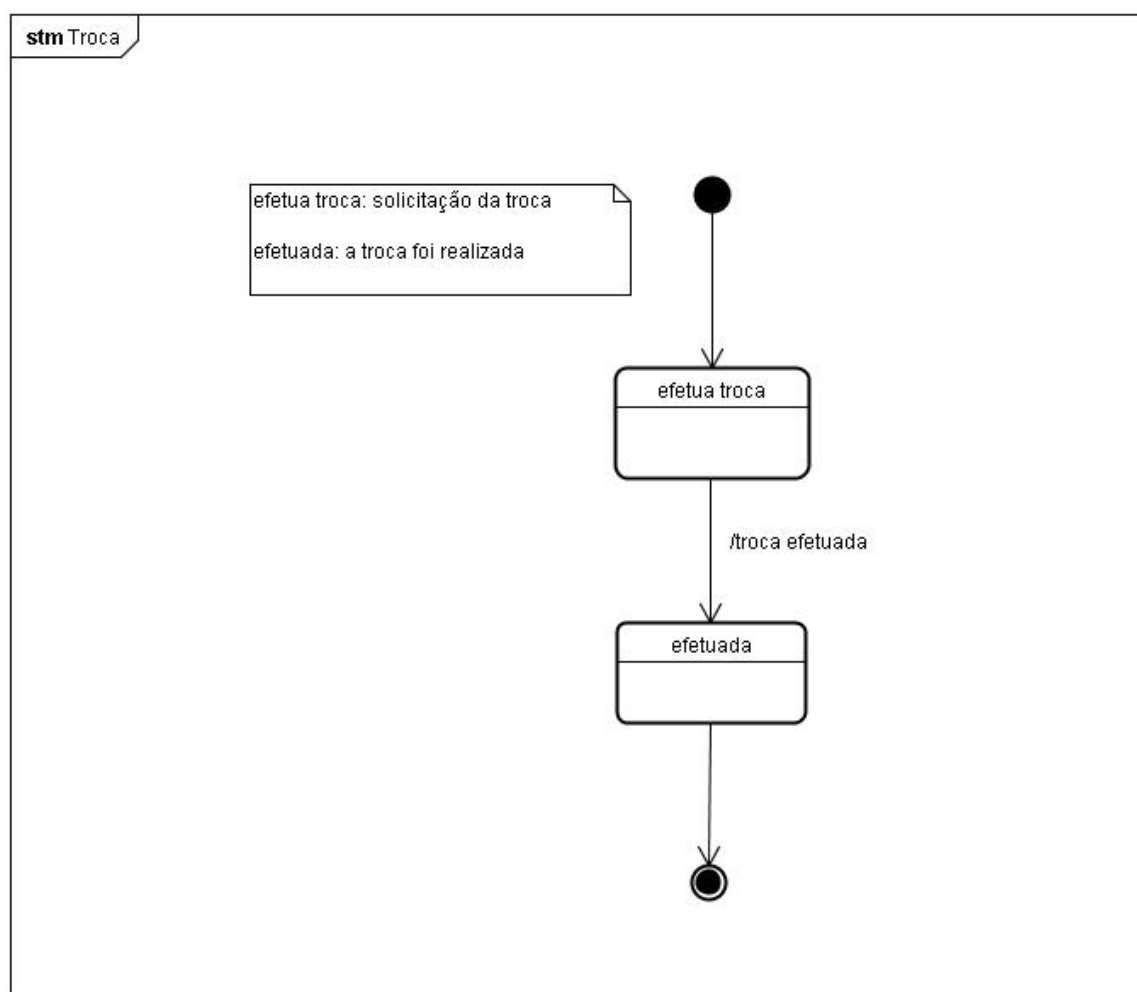 stm Troca
efetua troca: solicitação da troca
efetuada: a troca foi realizada
efetua troca
/troca efetuada
efetuada